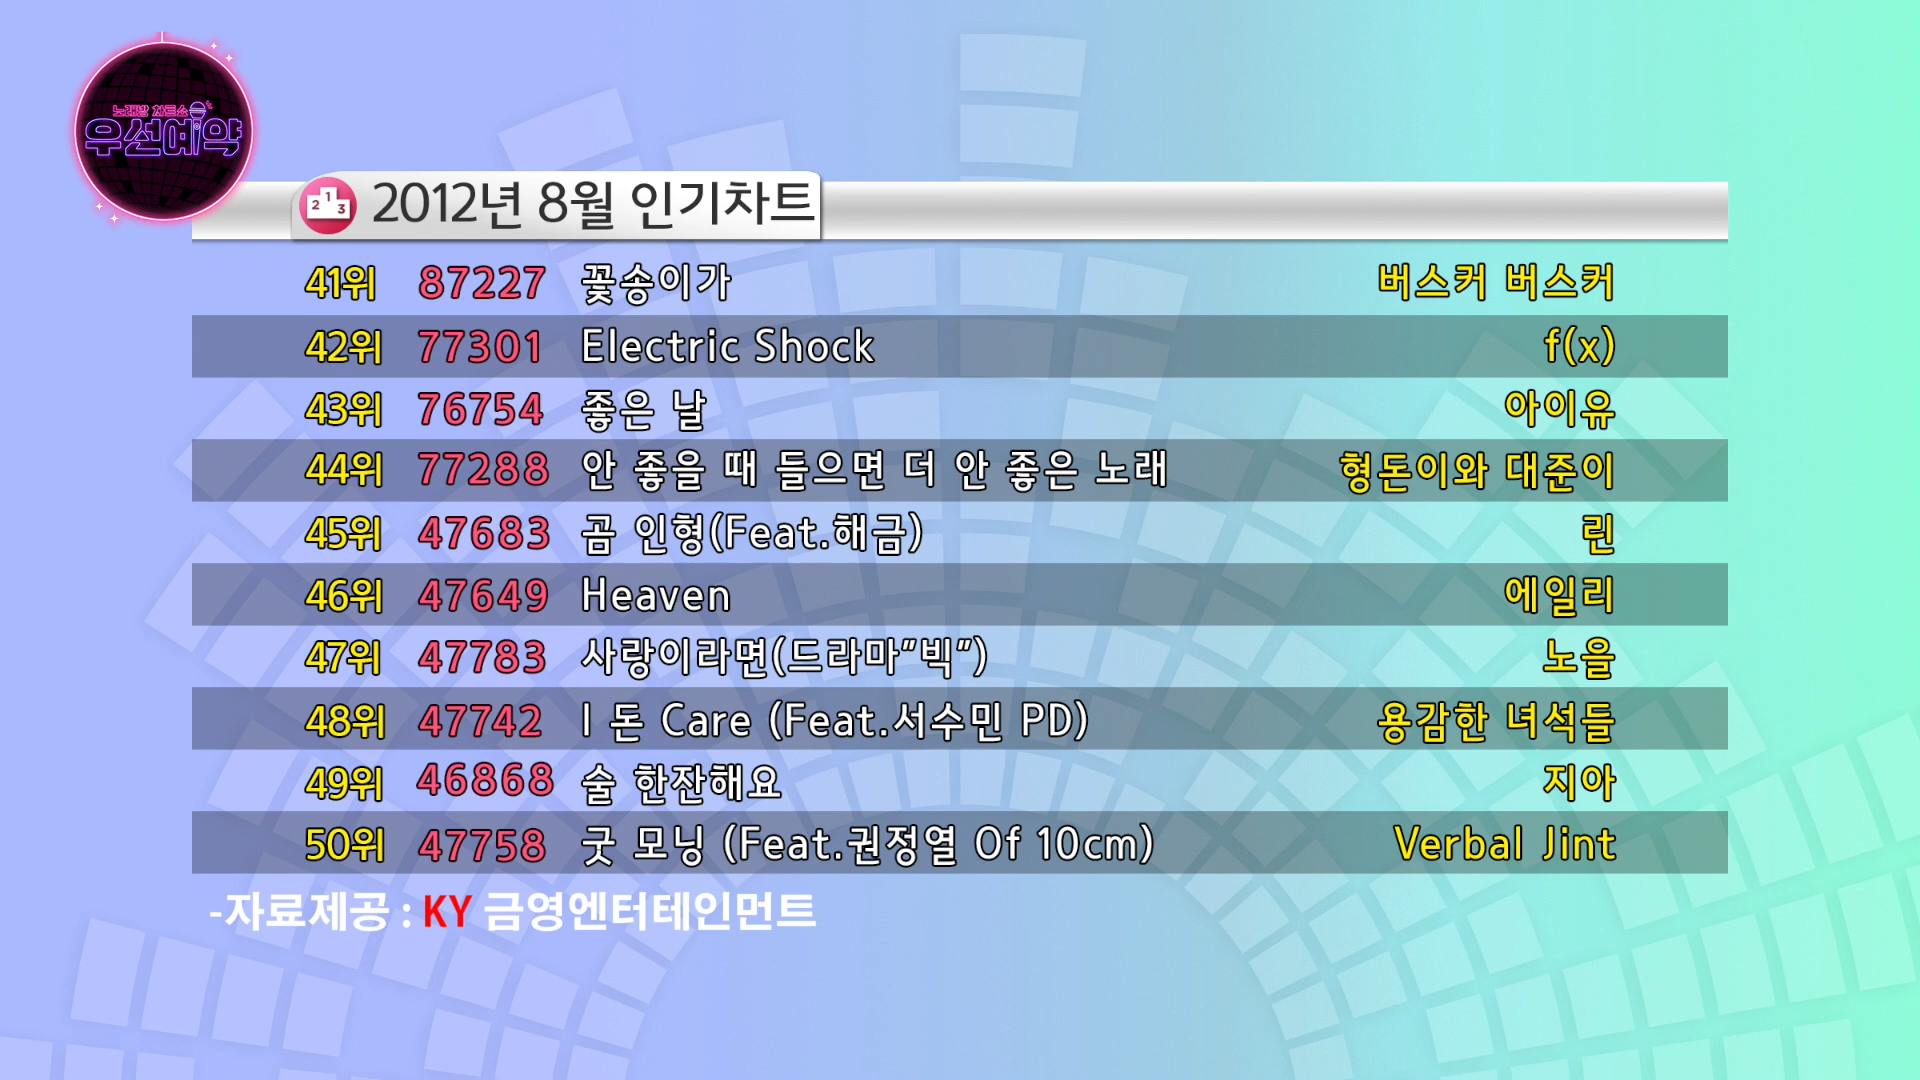 노래방 차트쇼
우선예약
1 2 3
2012년 8월 인기차트
41위 87227 꽃송이가 버스커 버스커
42위 77301 Electric Shock f(x)
43위 76754 좋은 날 아이유
44위 77288 안 좋을 때 들으면 더 안 좋은 노래 형돈이와 대준이
45위 47683 곰 인형(Feat.해금) 린
46위 47649 Heaven 에일리
47위 47783 사랑이라면(드라마"빅") 노을
48위 47742 I 돈 Care (Feat.서수민 PD) 용감한 녀석들
49위 46868 술 한잔해요 지아
50위 47758 굿 모닝 (Feat.권정열 Of 10cm) Verbal Jint
-자료제공 : KY 금영엔터테인먼트